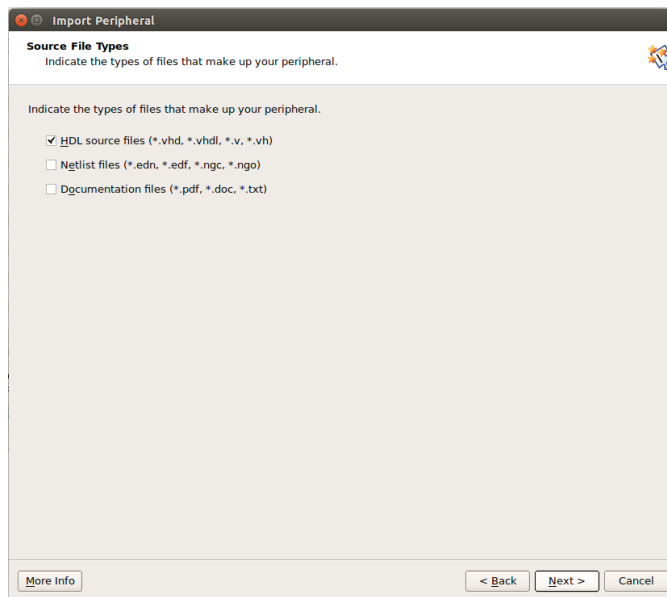 Import Peripheral
Source File Types
Indicate the types of files that make up your peripheral.
Indicate the types of files that make up your peripheral.
HDL source files (*.vhd, *.vhdl, *.v, *.vh)
Netlist files (*.edn, *.edf, *.ngc, *.ngo)
Documentation files (*.pdf, *.doc, *.txt)
More Info
< Back
Next >
Cancel